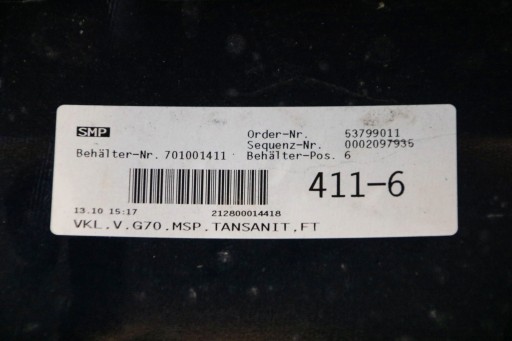 SMP
Order-Nr. 53799011
Sequenz-Nr. 0002097935
Behälter-Nr. 701001411 Behälter-Pos. 6
411-6
13.10 15:17 212800014418
VKL.V.G70.MSP.TANSANIT.FT